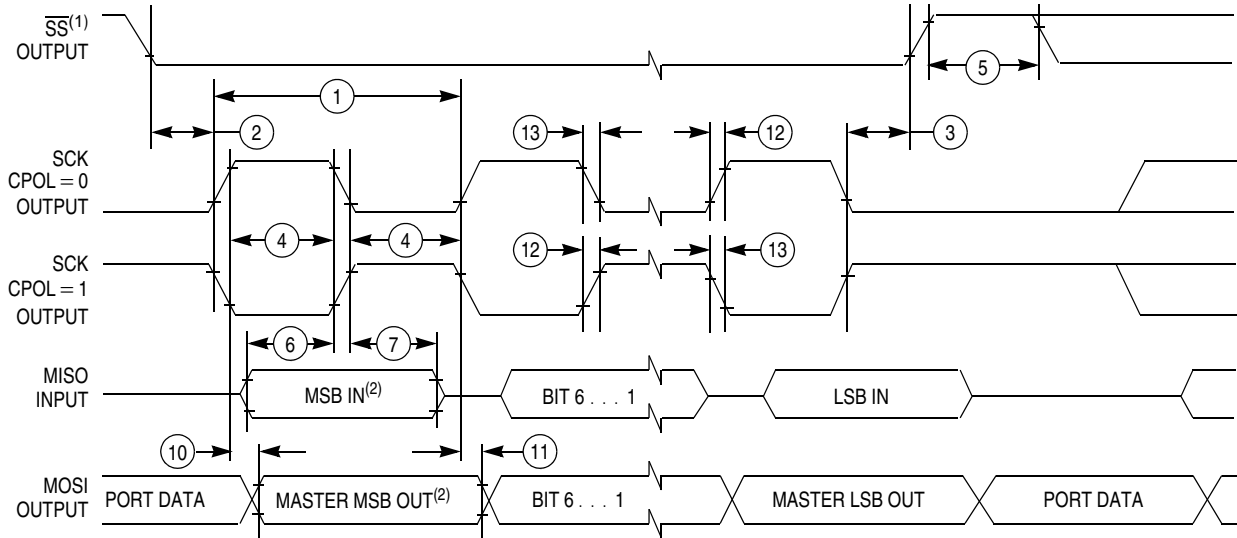 SS(1)
OUTPUT
5
1
2
13
12
3
SCK
CPOL = 0
OUTPUT
4
4
12
13
SCK
CPOL = 1
OUTPUT
6
7
MISO
INPUT
MSB IN(2)
BIT 6 . . . 1
LSB IN
10
11
MOSI
OUTPUT
PORT DATA
MASTER MSB OUT(2)
BIT 6 . . . 1
MASTER LSB OUT
PORT DATA